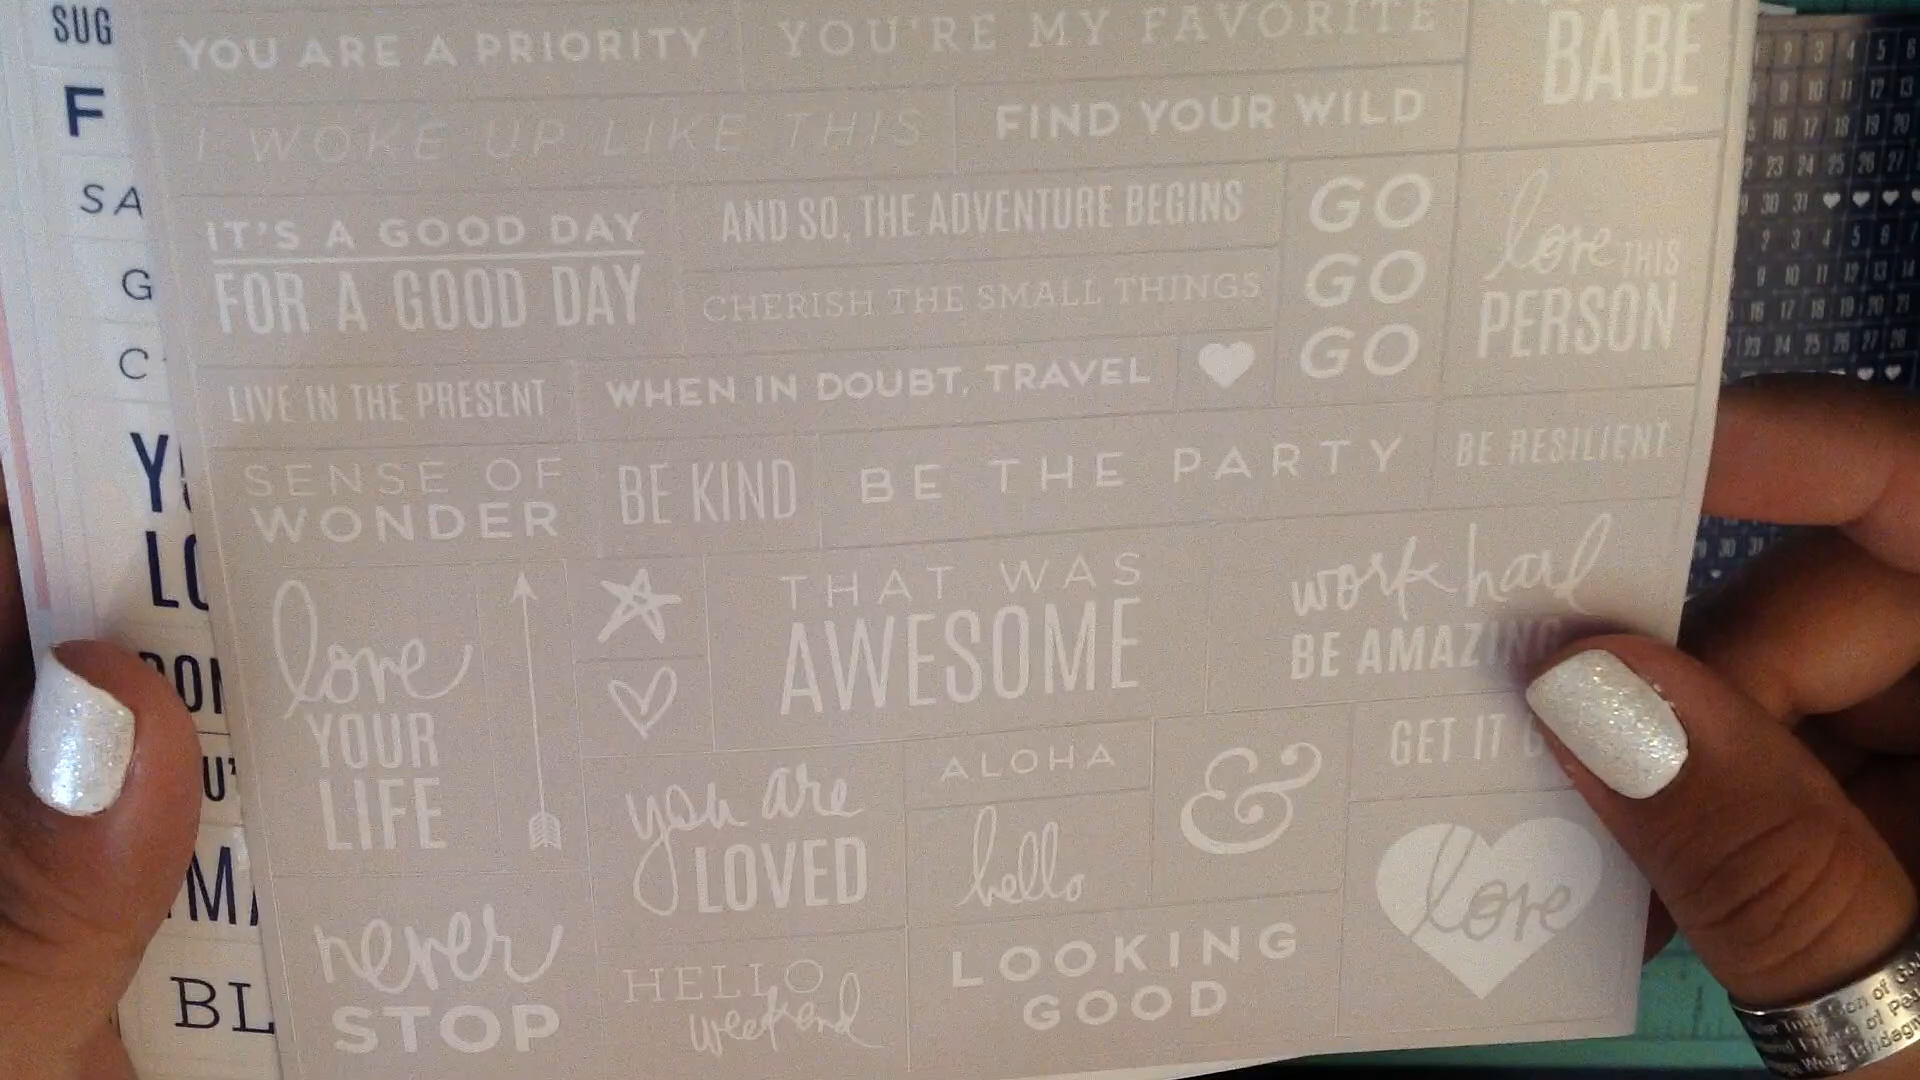 SUG
F
SA
G
BL
YOU ARE A PRIORITY
YOU'RE MY FAVORITE
BABE
I WOKE UP LIKE THIS
FIND YOUR WILD
IT'S A GOOD DAY
FOR A GOOD DAY
AND SO, THE ADVENTURE BEGINS
CHERISH THE SMALL THINGS
GO
GO
GO
love THIS
PERSON
LIVE IN THE PRESENT
WHEN IN DOUBT, TRAVEL
SENSE OF
WONDER
BE KIND
BE THE PARTY
BE RESILIENT
love
YOUR
LIFE
THAT WAS
AWESOME
work hard
BE AMAZING
you are
LOVED
ALOHA
hello
&
GET IT
love
never
STOP
HELLO
weekend
LOOKING
GOOD